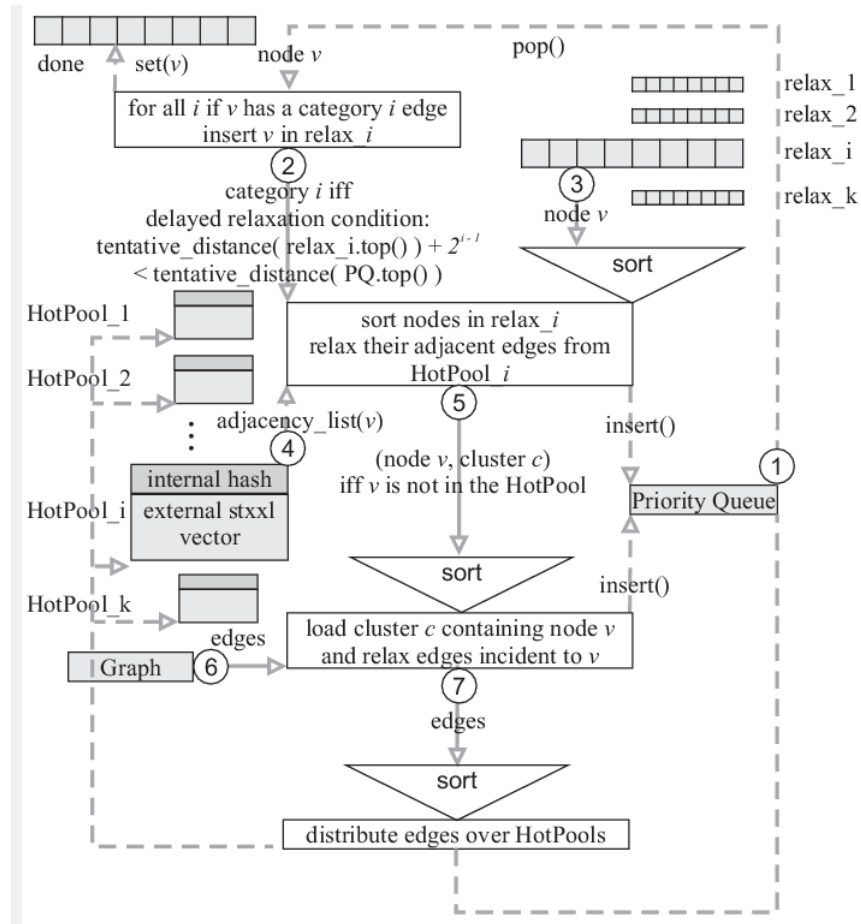 done
set(v)
node v
pop()
relax_1
relax_2
relax_i
relax_k
for all i if v has a category i edge
insert v in relax_i
2
3
node v
category i iff
delayed relaxation condition:
tentative_distance( relax_i.top() ) + 2^{i-1}
< tentative_distance( PQ.top() )
sort
HotPool_1
sort nodes in relax_i
relax their adjacent edges from
HotPool_i
HotPool_2
5
⋮
adjacency_list(v)
insert()
4
(node v, cluster c)
iff v is not in the HotPool
1
internal hash
HotPool_i
external stxxl
vector
Priority Queue
sort
HotPool_k
insert()
edges
load cluster c containing node v
and relax edges incident to v
Graph
6
7
edges
sort
distribute edges over HotPools